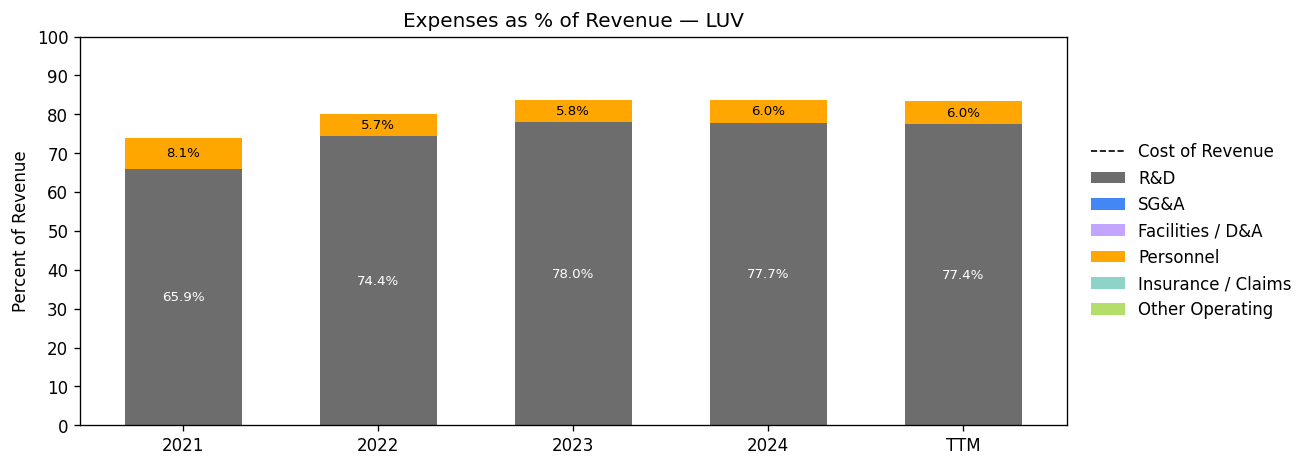 Expenses as % of Revenue — LUV
Percent of Revenue
100
90
80
70
60
50
40
30
20
10
0
8.1%
5.7%
5.8%
6.0%
6.0%
65.9%
74.4%
78.0%
77.7%
77.4%
2021
2022
2023
2024
TTM
Cost of Revenue
R&D
SG&A
Facilities / D&A
Personnel
Insurance / Claims
Other Operating